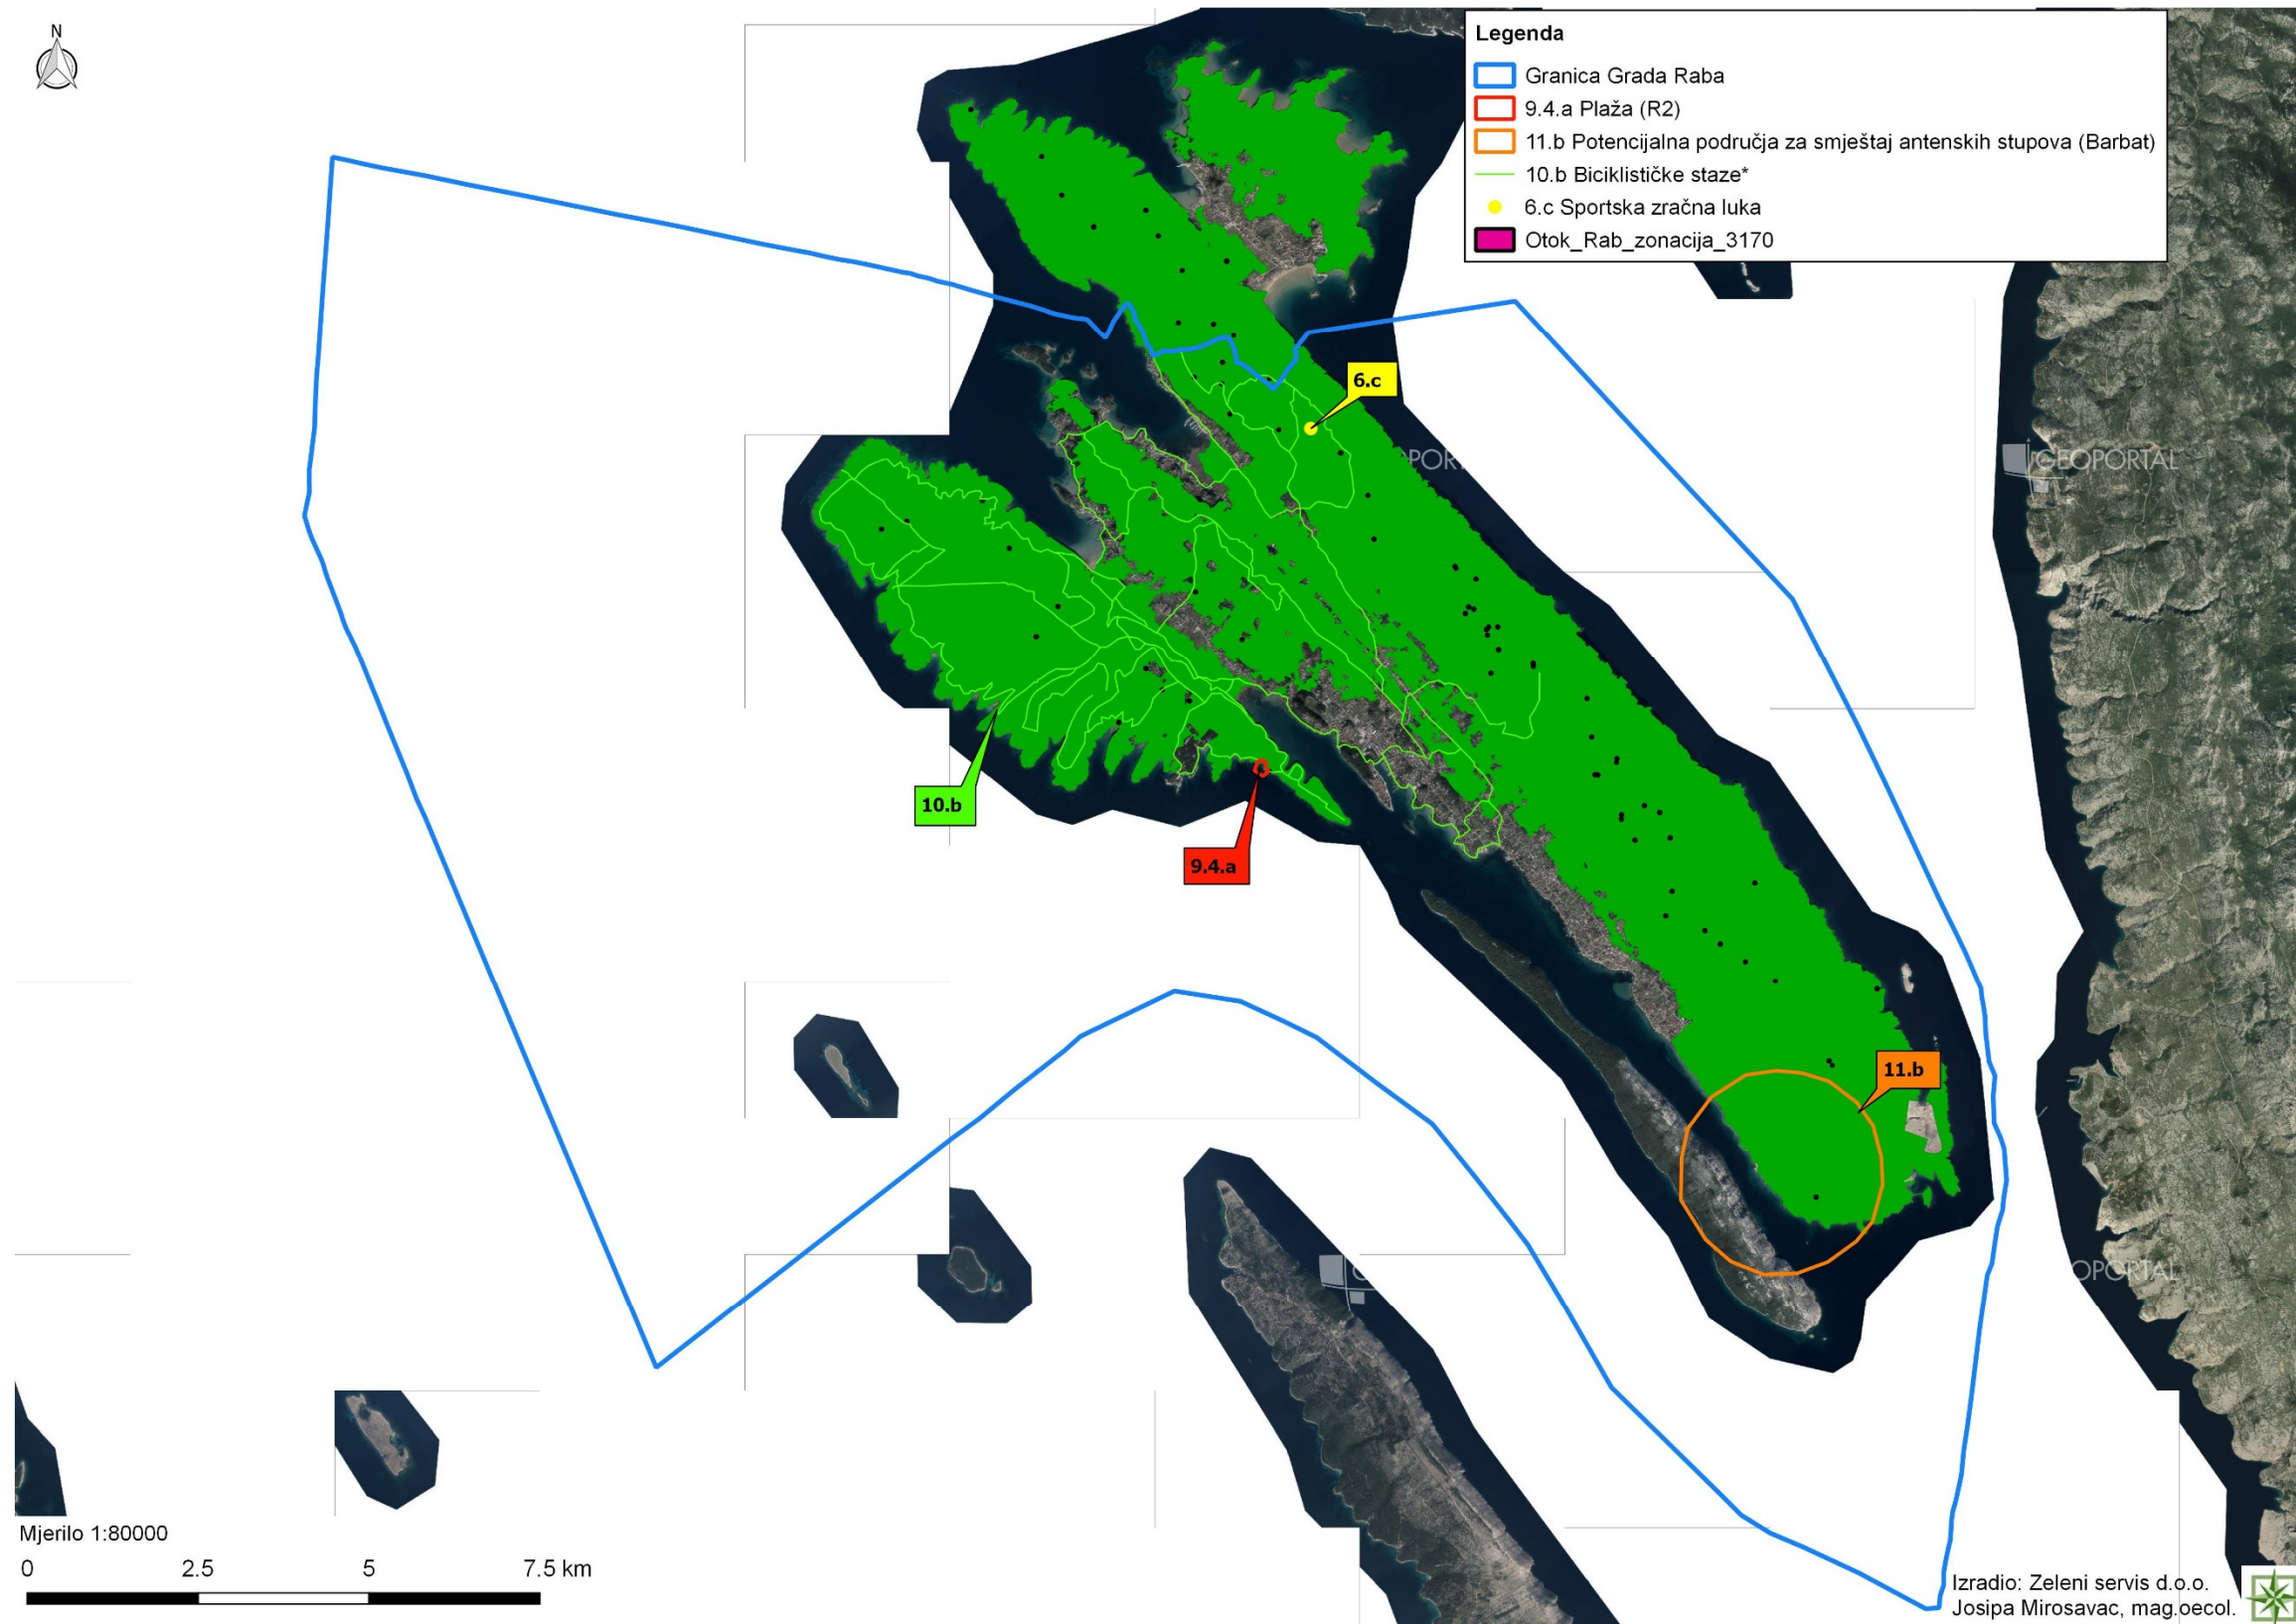 N
Legenda
Granica Grada Raba
9.4.a Plaža (R2)
11.b Potencijalna područja za smještaj antenskih stupova (Barbat)
10.b Biciklističke staze*
6.c Sportska zračna luka
Otok_Rab_zonacija_3170
6.c
GEOPORTAL
10.b
9.4.a
11.b
Mjerilo 1:80000
0 2.5 5 7.5 km
Izradio: Zeleni servis d.o.o.
Josipa Mirosavac, mag.oecol.